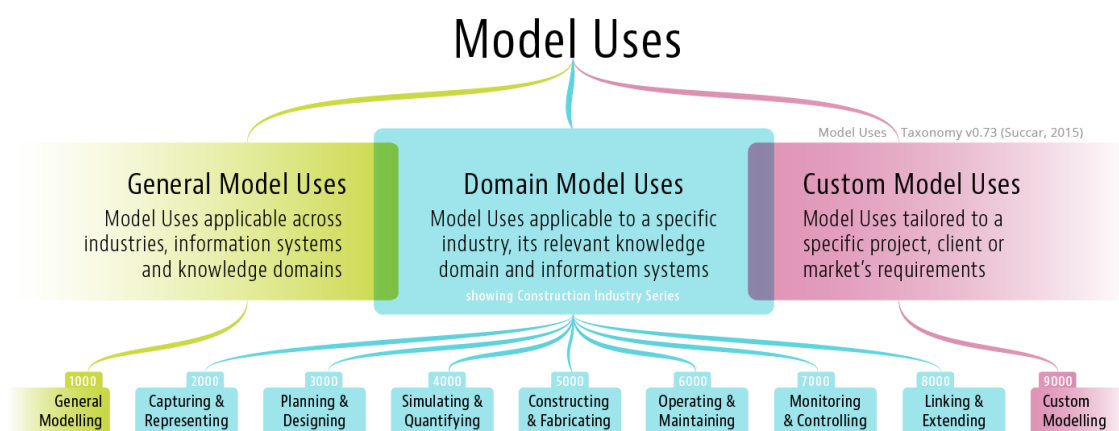 Model Uses
Model Uses Taxonomy v0.73 (Succar, 2015)
General Model Uses
Model Uses applicable across
industries, information systems
and knowledge domains
Domain Model Uses
Model Uses applicable to a specific
industry, its relevant knowledge
domain and information systems
showing Construction Industry Series
Custom Model Uses
Model Uses tailored to a
specific project, client or
market's requirements
1000
General
Modelling
2000
Capturing &
Representing
3000
Planning &
Designing
4000
Simulating &
Quantifying
5000
Constructing
& Fabricating
6000
Operating &
Maintaining
7000
Monitoring
& Controlling
8000
Linking &
Extending
9000
Custom
Modelling